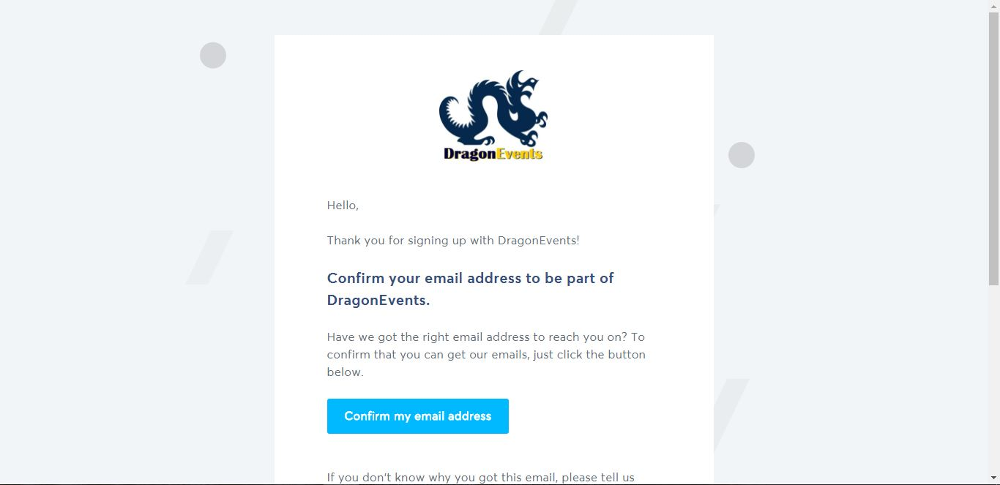 DragonEvents
Hello,
Thank you for signing up with DragonEvents!
Confirm your email address to be part of
DragonEvents.
Have we got the right email address to reach you on? To
confirm that you can get our emails, just click the button
below.
Confirm my email address
If you don't know why you got this email, please tell us